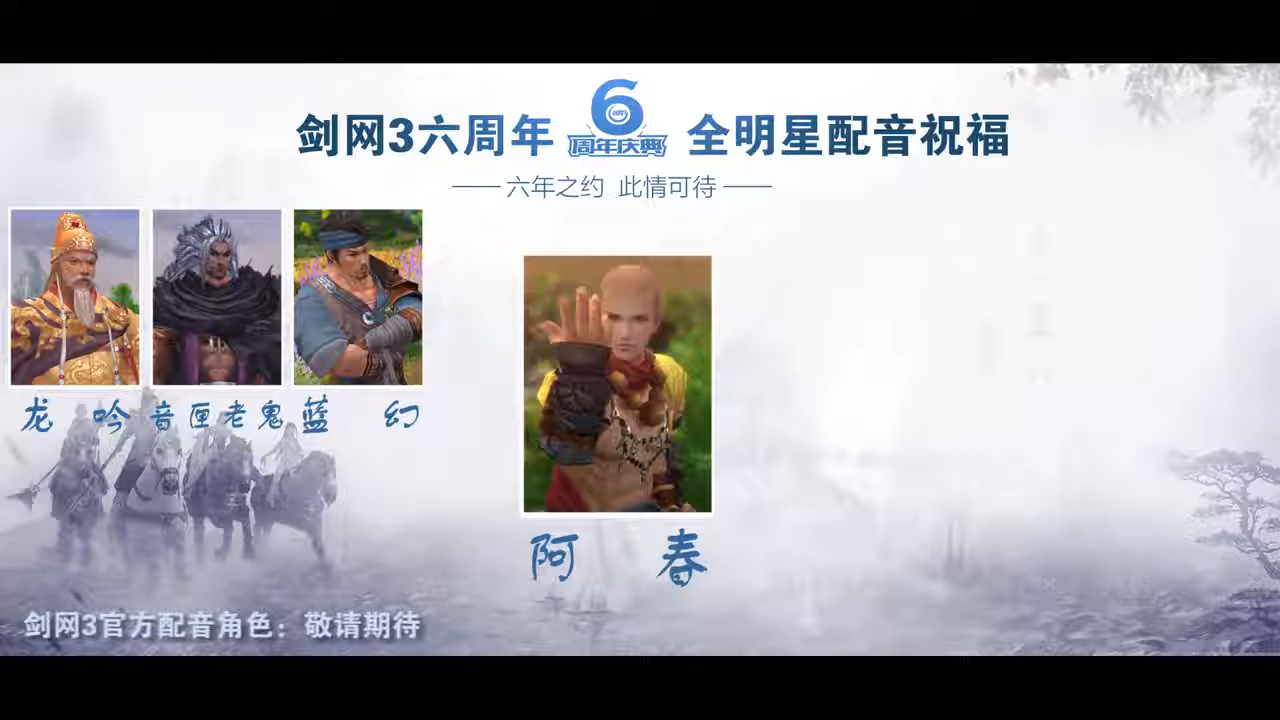 剑网3六周年 6 周年庆典 全明星配音祝福
六年之约 此情可待
龙吟 音匣老鬼 蓝幻
阿春
剑网3官方配音角色：敬请期待